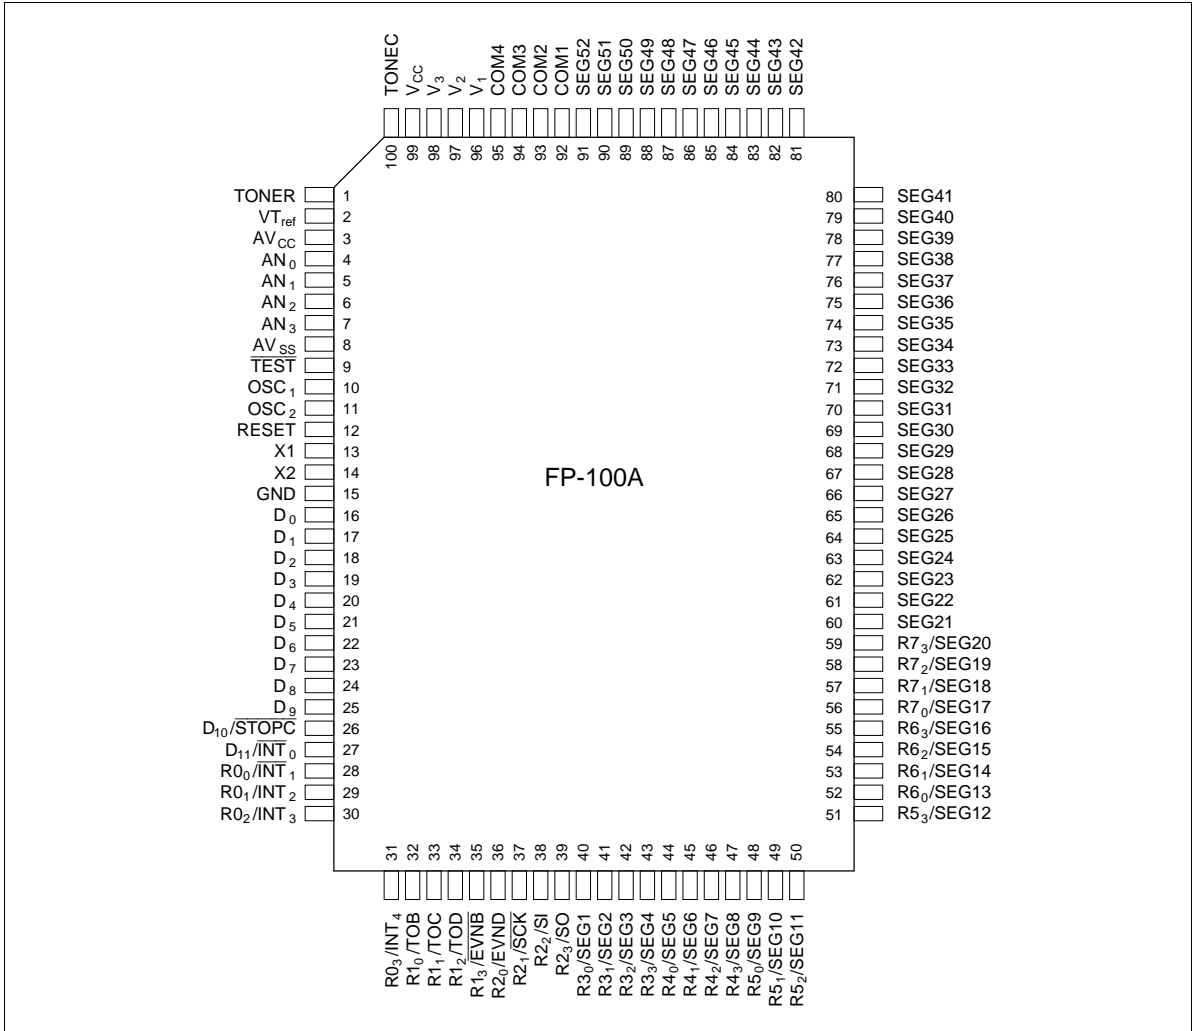 TONEC
V₁
V₂
V₃
VCC
COM4
COM3
COM2
COM1
SEG52
SEG51
SEG50
SEG49
SEG48
SEG47
SEG46
SEG45
SEG44
SEG43
SEG42
100
99
98
97
96
95
94
93
92
91
90
89
88
87
86
85
84
83
82
81
TONER 1
VTref 2
AVCC 3
AN₀ 4
AN₁ 5
AN₂ 6
AN₃ 7
AVSS 8
T̅E̅S̅T̅ 9
OSC₁ 10
OSC₂ 11
RESET 12
X1 13
X2 14
GND 15
D₀ 16
D₁ 17
D₂ 18
D₃ 19
D₄ 20
D₅ 21
D₆ 22
D₇ 23
D₈ 24
D₉ 25
D₁₀/S̅T̅O̅P̅C̅ 26
D₁₁/I̅N̅T̅₀ 27
R0₀/I̅N̅T̅₁ 28
R0₁/INT₂ 29
R0₂/INT₃ 30
FP-100A
80 SEG41
79 SEG40
78 SEG39
77 SEG38
76 SEG37
75 SEG36
74 SEG35
73 SEG34
72 SEG33
71 SEG32
70 SEG31
69 SEG30
68 SEG29
67 SEG28
66 SEG27
65 SEG26
64 SEG25
63 SEG24
62 SEG23
61 SEG22
60 SEG21
59 R7₃/SEG20
58 R7₂/SEG19
57 R7₁/SEG18
56 R7₀/SEG17
55 R6₃/SEG16
54 R6₂/SEG15
53 R6₁/SEG14
52 R6₀/SEG13
51 R5₃/SEG12
31
32
33
34
35
36
37
38
39
40
41
42
43
44
45
46
47
48
49
50
R0₃/INT₄
R1₀/TOB
R1₁/TOC
R1₂/TOD
R1₃/E̅V̅N̅B̅
R2₀/EVND
R2₁/S̅C̅K̅
R2₂/SI
R2₃/SO
R3₀/SEG1
R3₁/SEG2
R3₂/SEG3
R3₃/SEG4
R4₀/SEG5
R4₁/SEG6
R4₂/SEG7
R4₃/SEG8
R5₀/SEG9
R5₁/SEG10
R5₂/SEG11